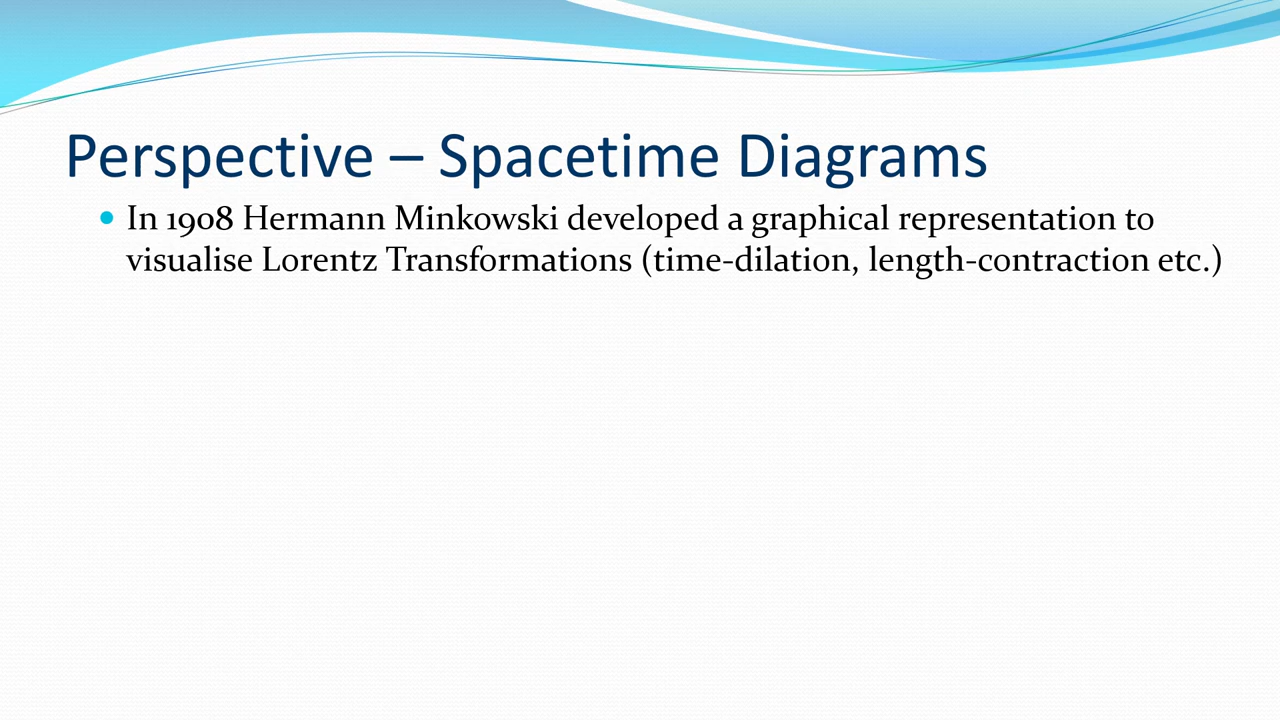 Perspective – Spacetime Diagrams
• In 1908 Hermann Minkowski developed a graphical representation to
visualise Lorentz Transformations (time-dilation, length-contraction etc.)